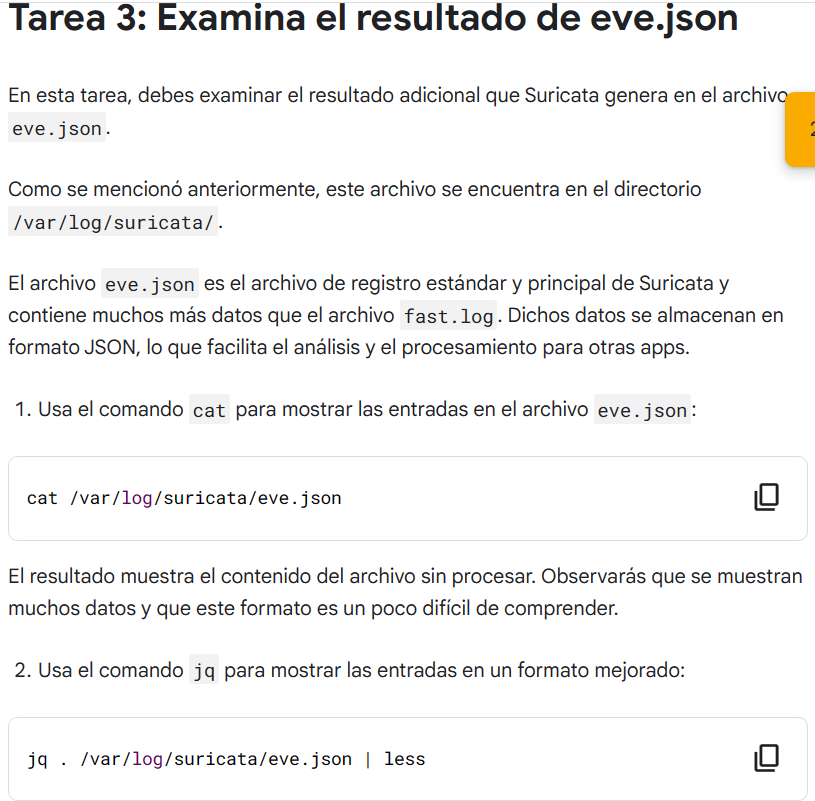 Tarea 3: Examina el resultado de eve.json
En esta tarea, debes examinar el resultado adicional que Suricata genera en el archivo
eve.json.
Como se mencionó anteriormente, este archivo se encuentra en el directorio
/var/log/suricata/.
El archivo eve.json es el archivo de registro estándar y principal de Suricata y
contiene muchos más datos que el archivo fast.log. Dichos datos se almacenan en
formato JSON, lo que facilita el análisis y el procesamiento para otras apps.
1. Usa el comando cat para mostrar las entradas en el archivo eve.json:
cat /var/log/suricata/eve.json
El resultado muestra el contenido del archivo sin procesar. Observarás que se muestran
muchos datos y que este formato es un poco difícil de comprender.
2. Usa el comando jq para mostrar las entradas en un formato mejorado:
jq . /var/log/suricata/eve.json | less